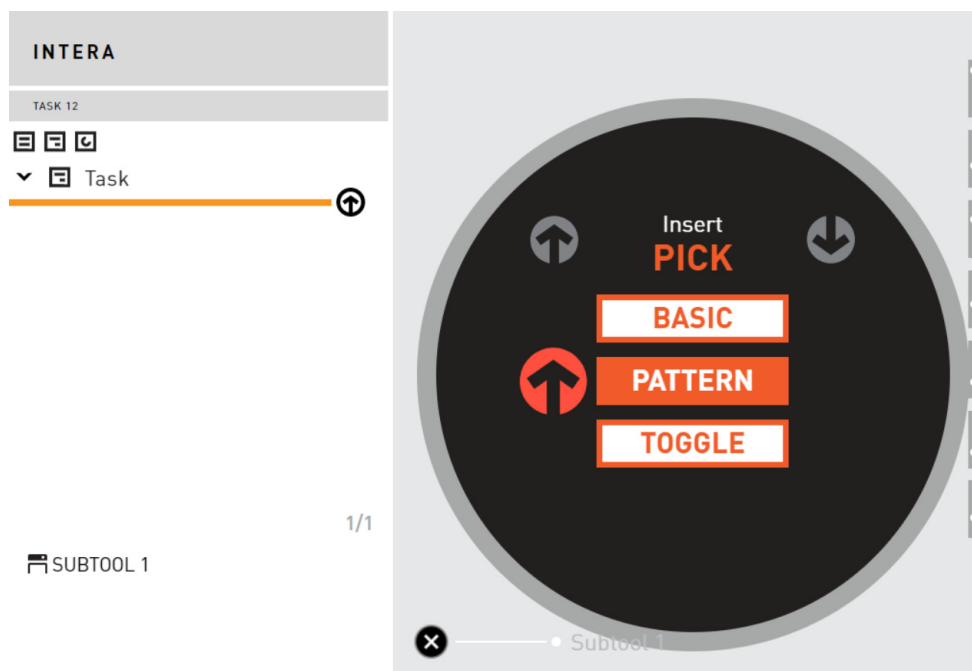 INTERA
TASK 12
Task
1/1
SUBTOOL 1
Insert
PICK
BASIC
PATTERN
TOGGLE
Subtool 1